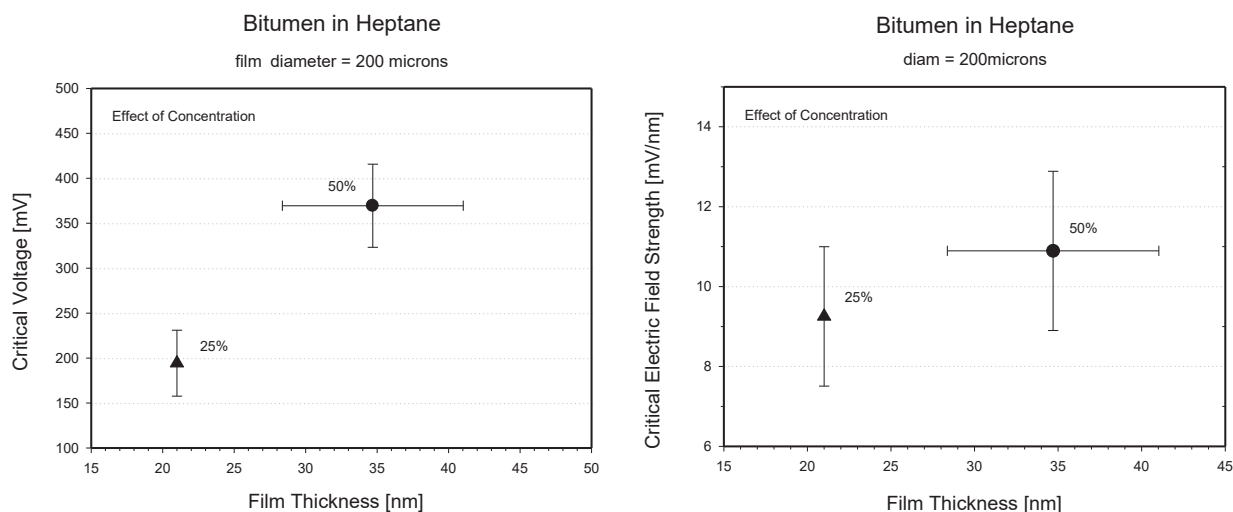 Bitumen in Heptane
film diameter = 200 microns
500
450
400
350
300
250
200
150
100
Effect of Concentration
50%
25%
Critical Voltage [mV]
15 20 25 30 35 40 45 50
Film Thickness [nm]
Bitumen in Heptane
diam = 200microns
14
12
10
8
6
Effect of Concentration
50%
25%
Critical Electric Field Strength [mV/nm]
15 20 25 30 35 40 45
Film Thickness [nm]